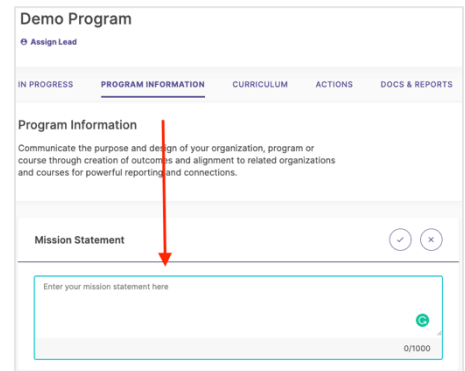 Demo Program
Assign Lead
IN PROGRESS PROGRAM INFORMATION CURRICULUM ACTIONS DOCS & REPORTS
Program Information
Communicate the purpose and design of your organization, program or
course through creation of outcomes and alignment to related organizations
and courses for powerful reporting and connections.
Mission Statement
Enter your mission statement here
0/1000